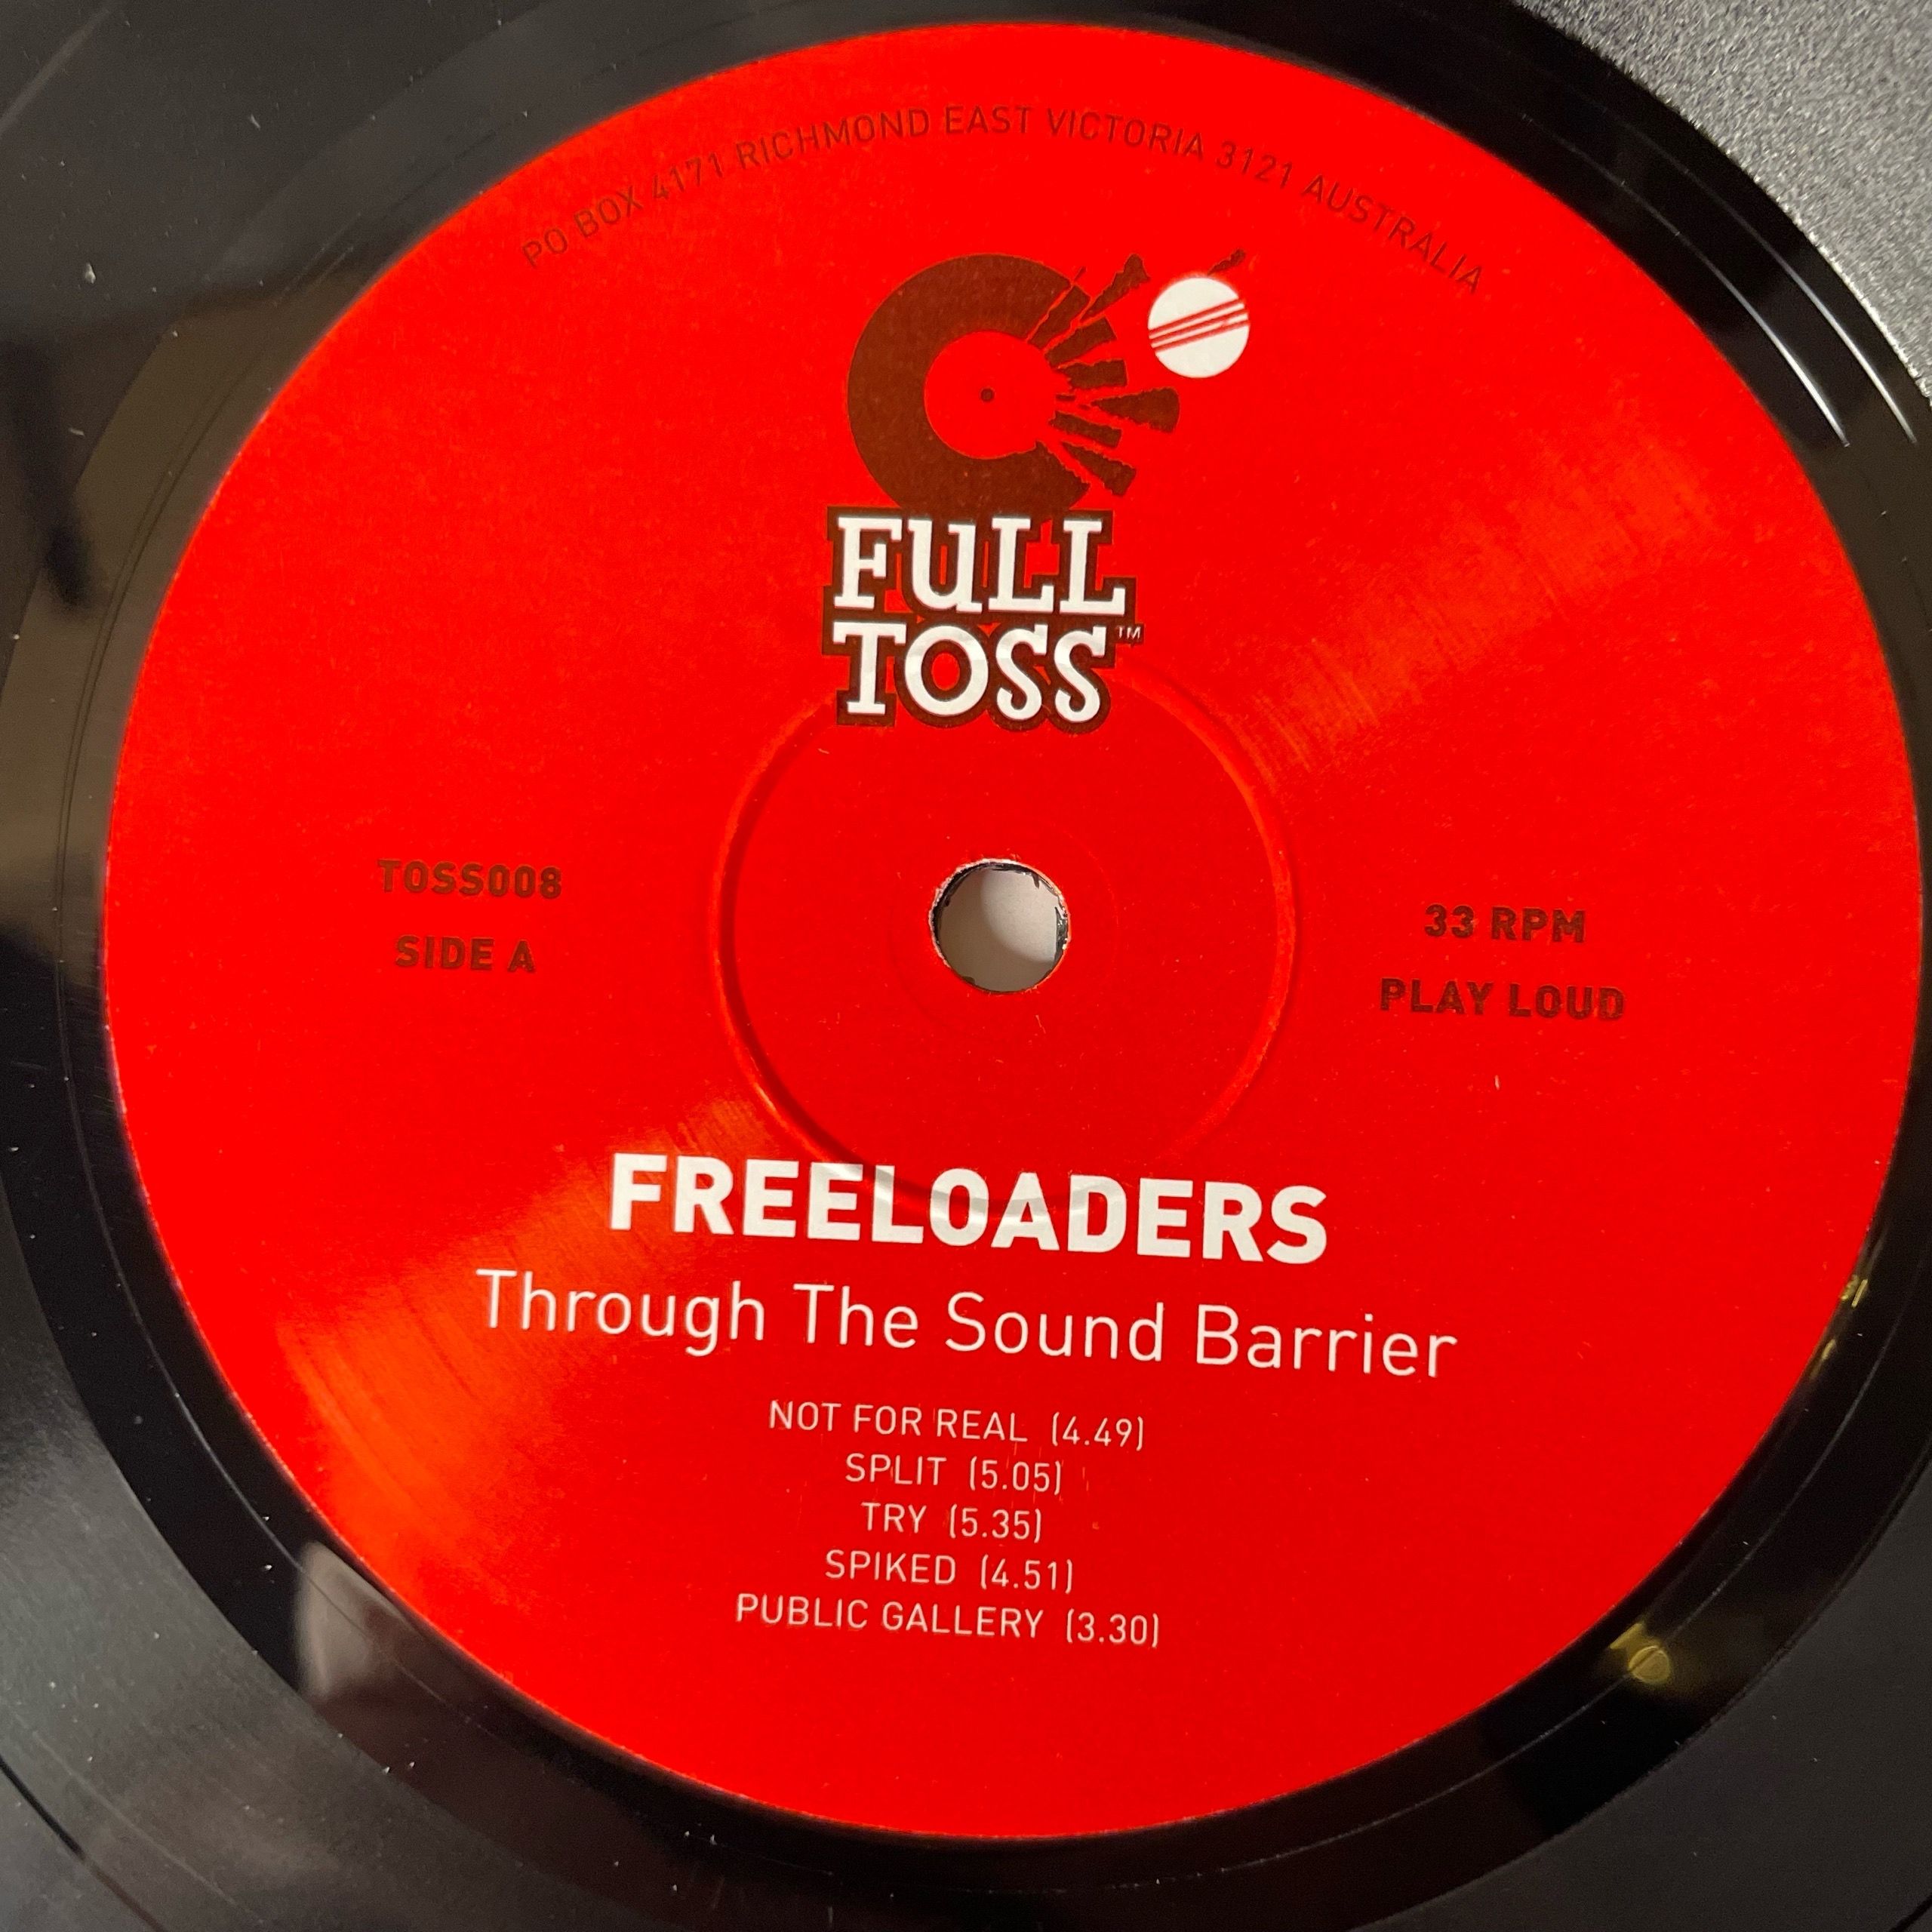 PO BOX 4171 RICHMOND EAST VICTORIA 3121 AUSTRALIA
FULL
TOSS™
TOSS008
SIDE A
33 RPM
PLAY LOUD
FREELOADERS
Through The Sound Barrier
NOT FOR REAL (4.49)
SPLIT (5.05)
TRY (5.35)
SPIKED (4.51)
PUBLIC GALLERY (3.30)